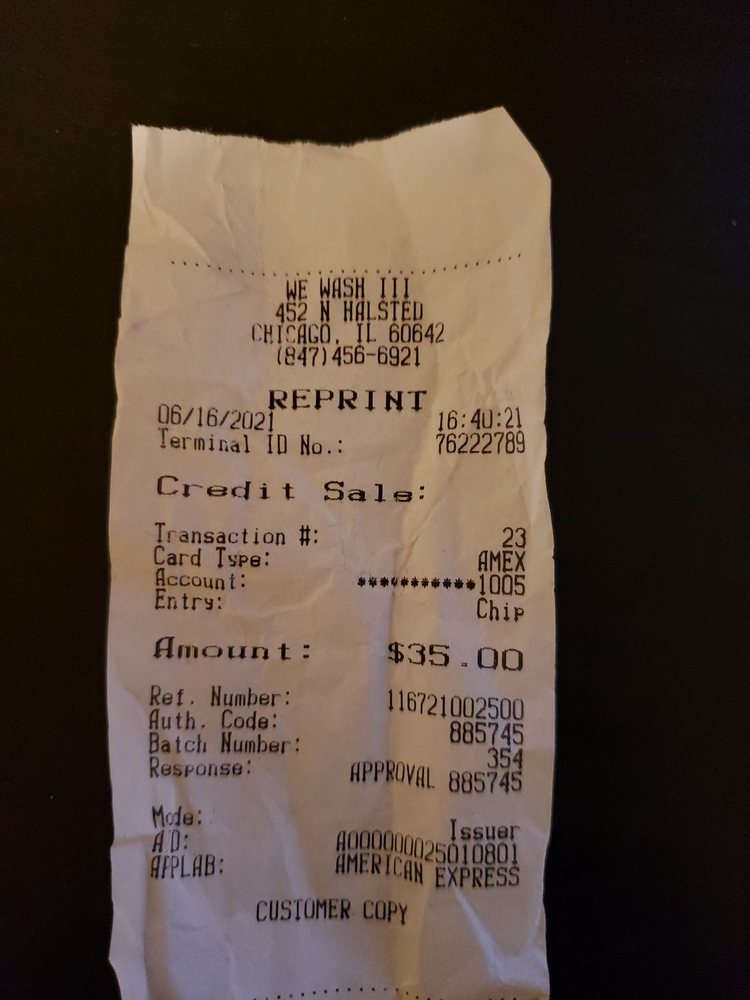 WE WASH III
452 N HALSTED
CHICAGO, IL 60642
(847)456-6921
REPRINT
06/16/2021 16:40:21
Terminal ID No.: 76222789
Credit Sale:
Transaction #: 23
Card Type: AMEX
Account: ***********1005
Entry: Chip
Amount: $35.00
Ref. Number: 116721002500
Auth. Code: 885745
Batch Number: 354
Response: APPROVAL 885745
Mode: Issuer
AID: A000000025010801
APPLAB: AMERICAN EXPRESS
CUSTOMER COPY